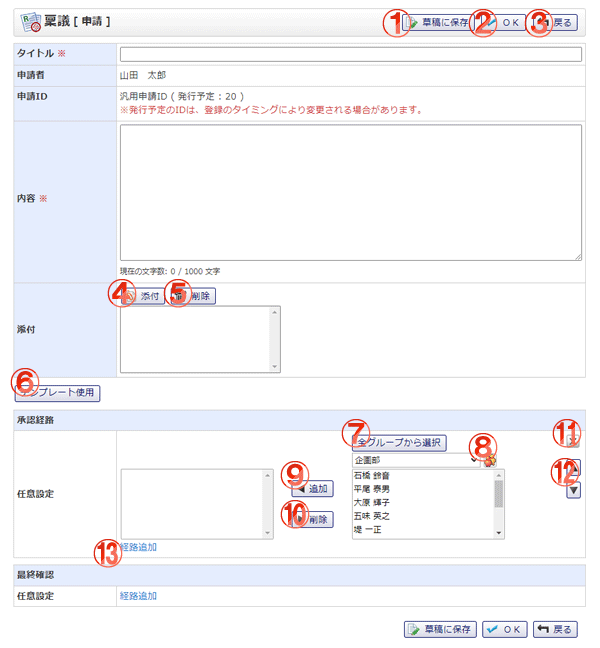 稟議 [ 申請 ]
① 草稿に保存 ② OK ③ 戻る
タイトル ※
申請者 山田　太郎
申請ID 汎用申請ID ( 発行予定 : 20 )
※発行予定のIDは、登録のタイミングにより変更される場合があります。
内容 ※
現在の文字数: 0 / 1000 文字
④ 添付 ⑤ 削除
添付
⑥ テンプレート使用
承認経路
⑪
⑦ 全グループから選択
⑧
企画部
⑫
任意設定
⑨ 追加
⑩ 削除
石橋 鈴音
平尾 泰男
大原 輝子
五味 英之
堤 一正
⑬ 経路追加
最終確認
任意設定 経路追加
草稿に保存 OK 戻る